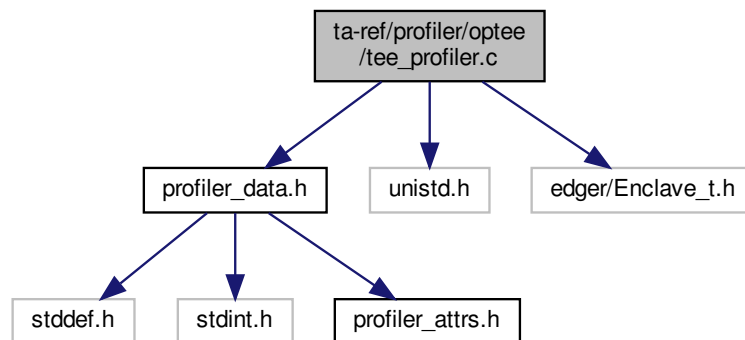 ta-ref/profiler/optee
/tee_profiler.c
profiler_data.h
unistd.h
edger/Enclave_t.h
stddef.h
stdint.h
profiler_attrs.h